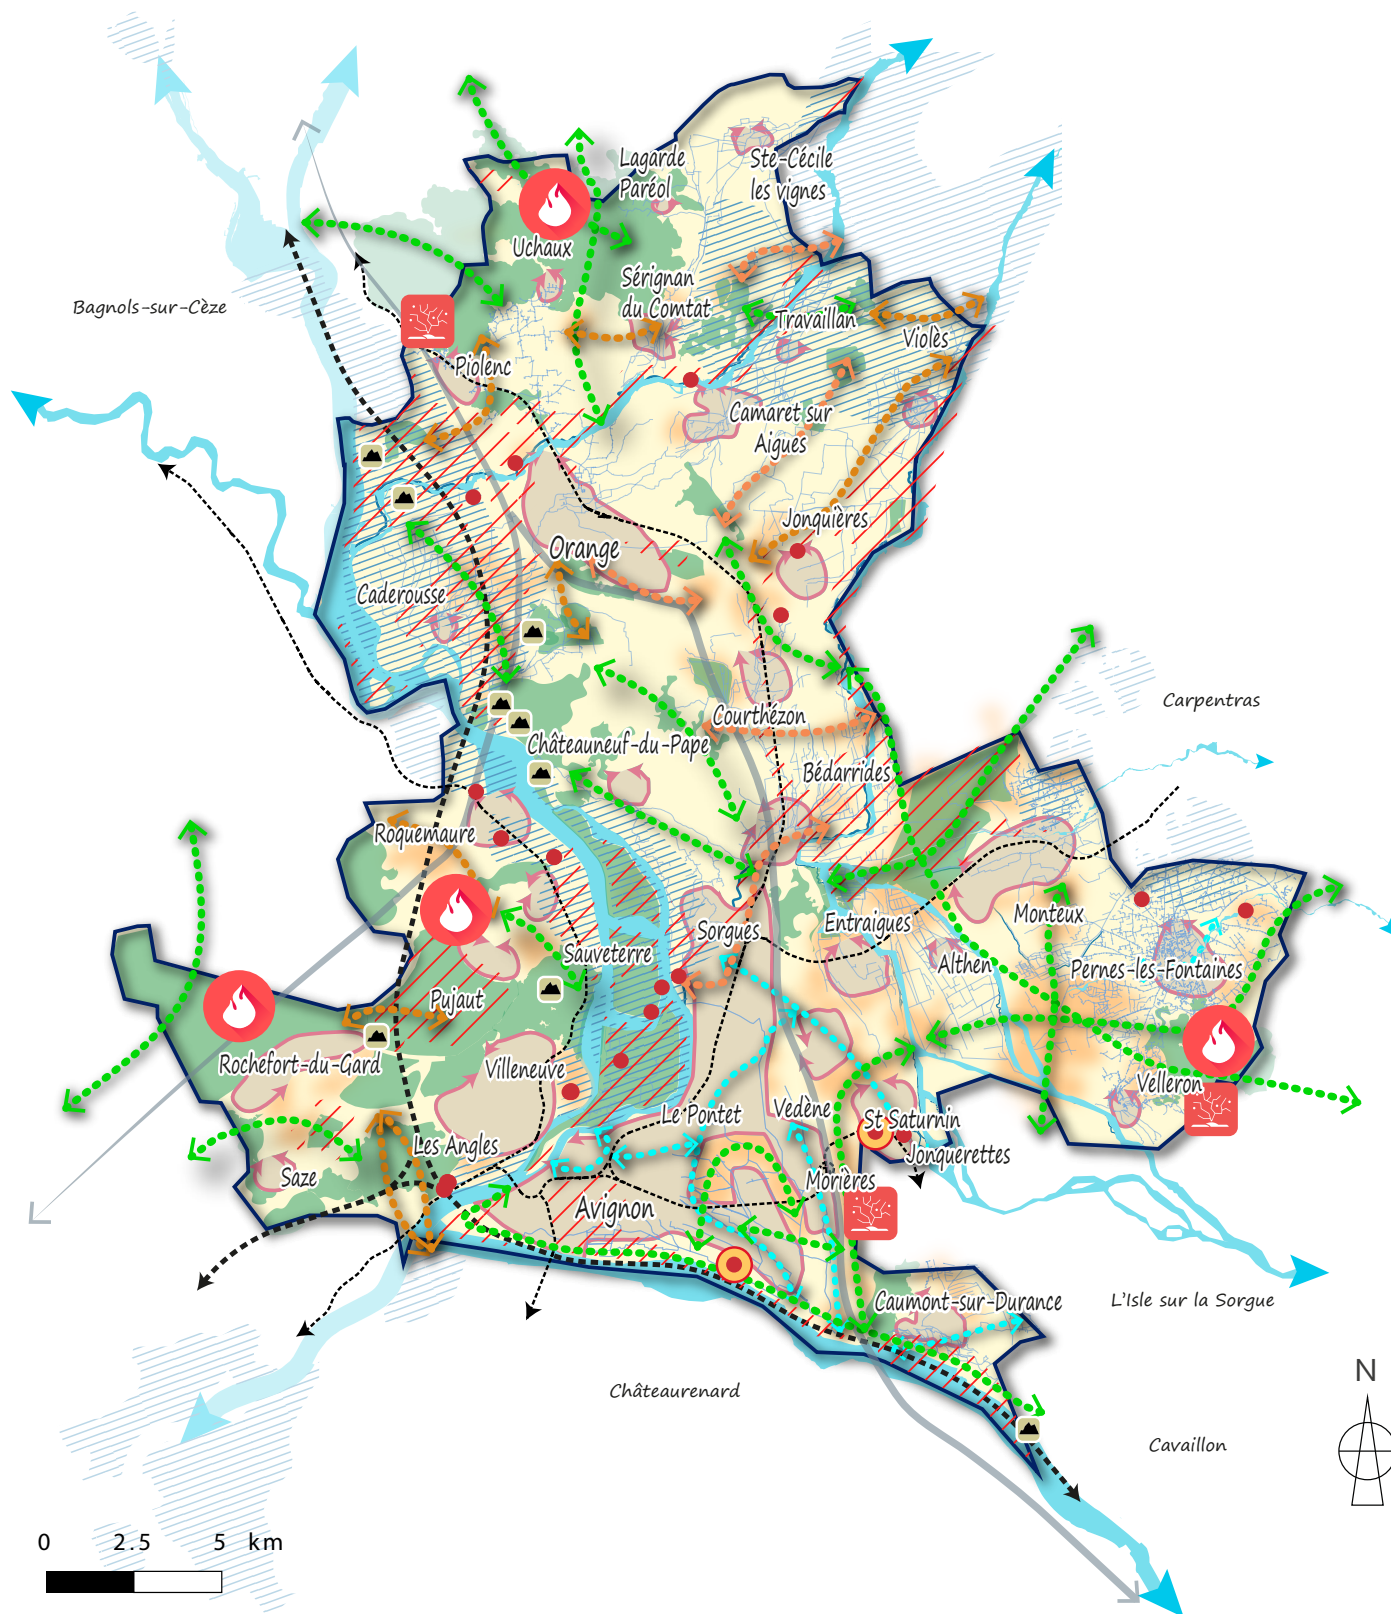 Lagarde
Paréol
Ste-Cécile
les vignes
Uchaux
Sérignan
du Comtat
Bagnols-sur-Cèze
Travaillan
Violès
Piolenc
Camaret sur
Aigues
Jonquières
Orange
Caderousse
Carpentras
Courthézon
Châteauneuf-du-Pape
Bédarrides
Roquemaure
Monteux
Entraigues
Sorgues
Sauveterre
Althen
Pernes-les-Fontaines
Pujaut
Rochefort-du-Gard
Villeneuve
Velleron
Le Pontet
Vedène
St Saturnin
Jonquerettes
Les Angles
Saze
Morières
Avignon
Caumont-sur-Durance
L'Isle sur la Sorgue
Châteaurenard
N
Cavaillon
0 2.5 5 km